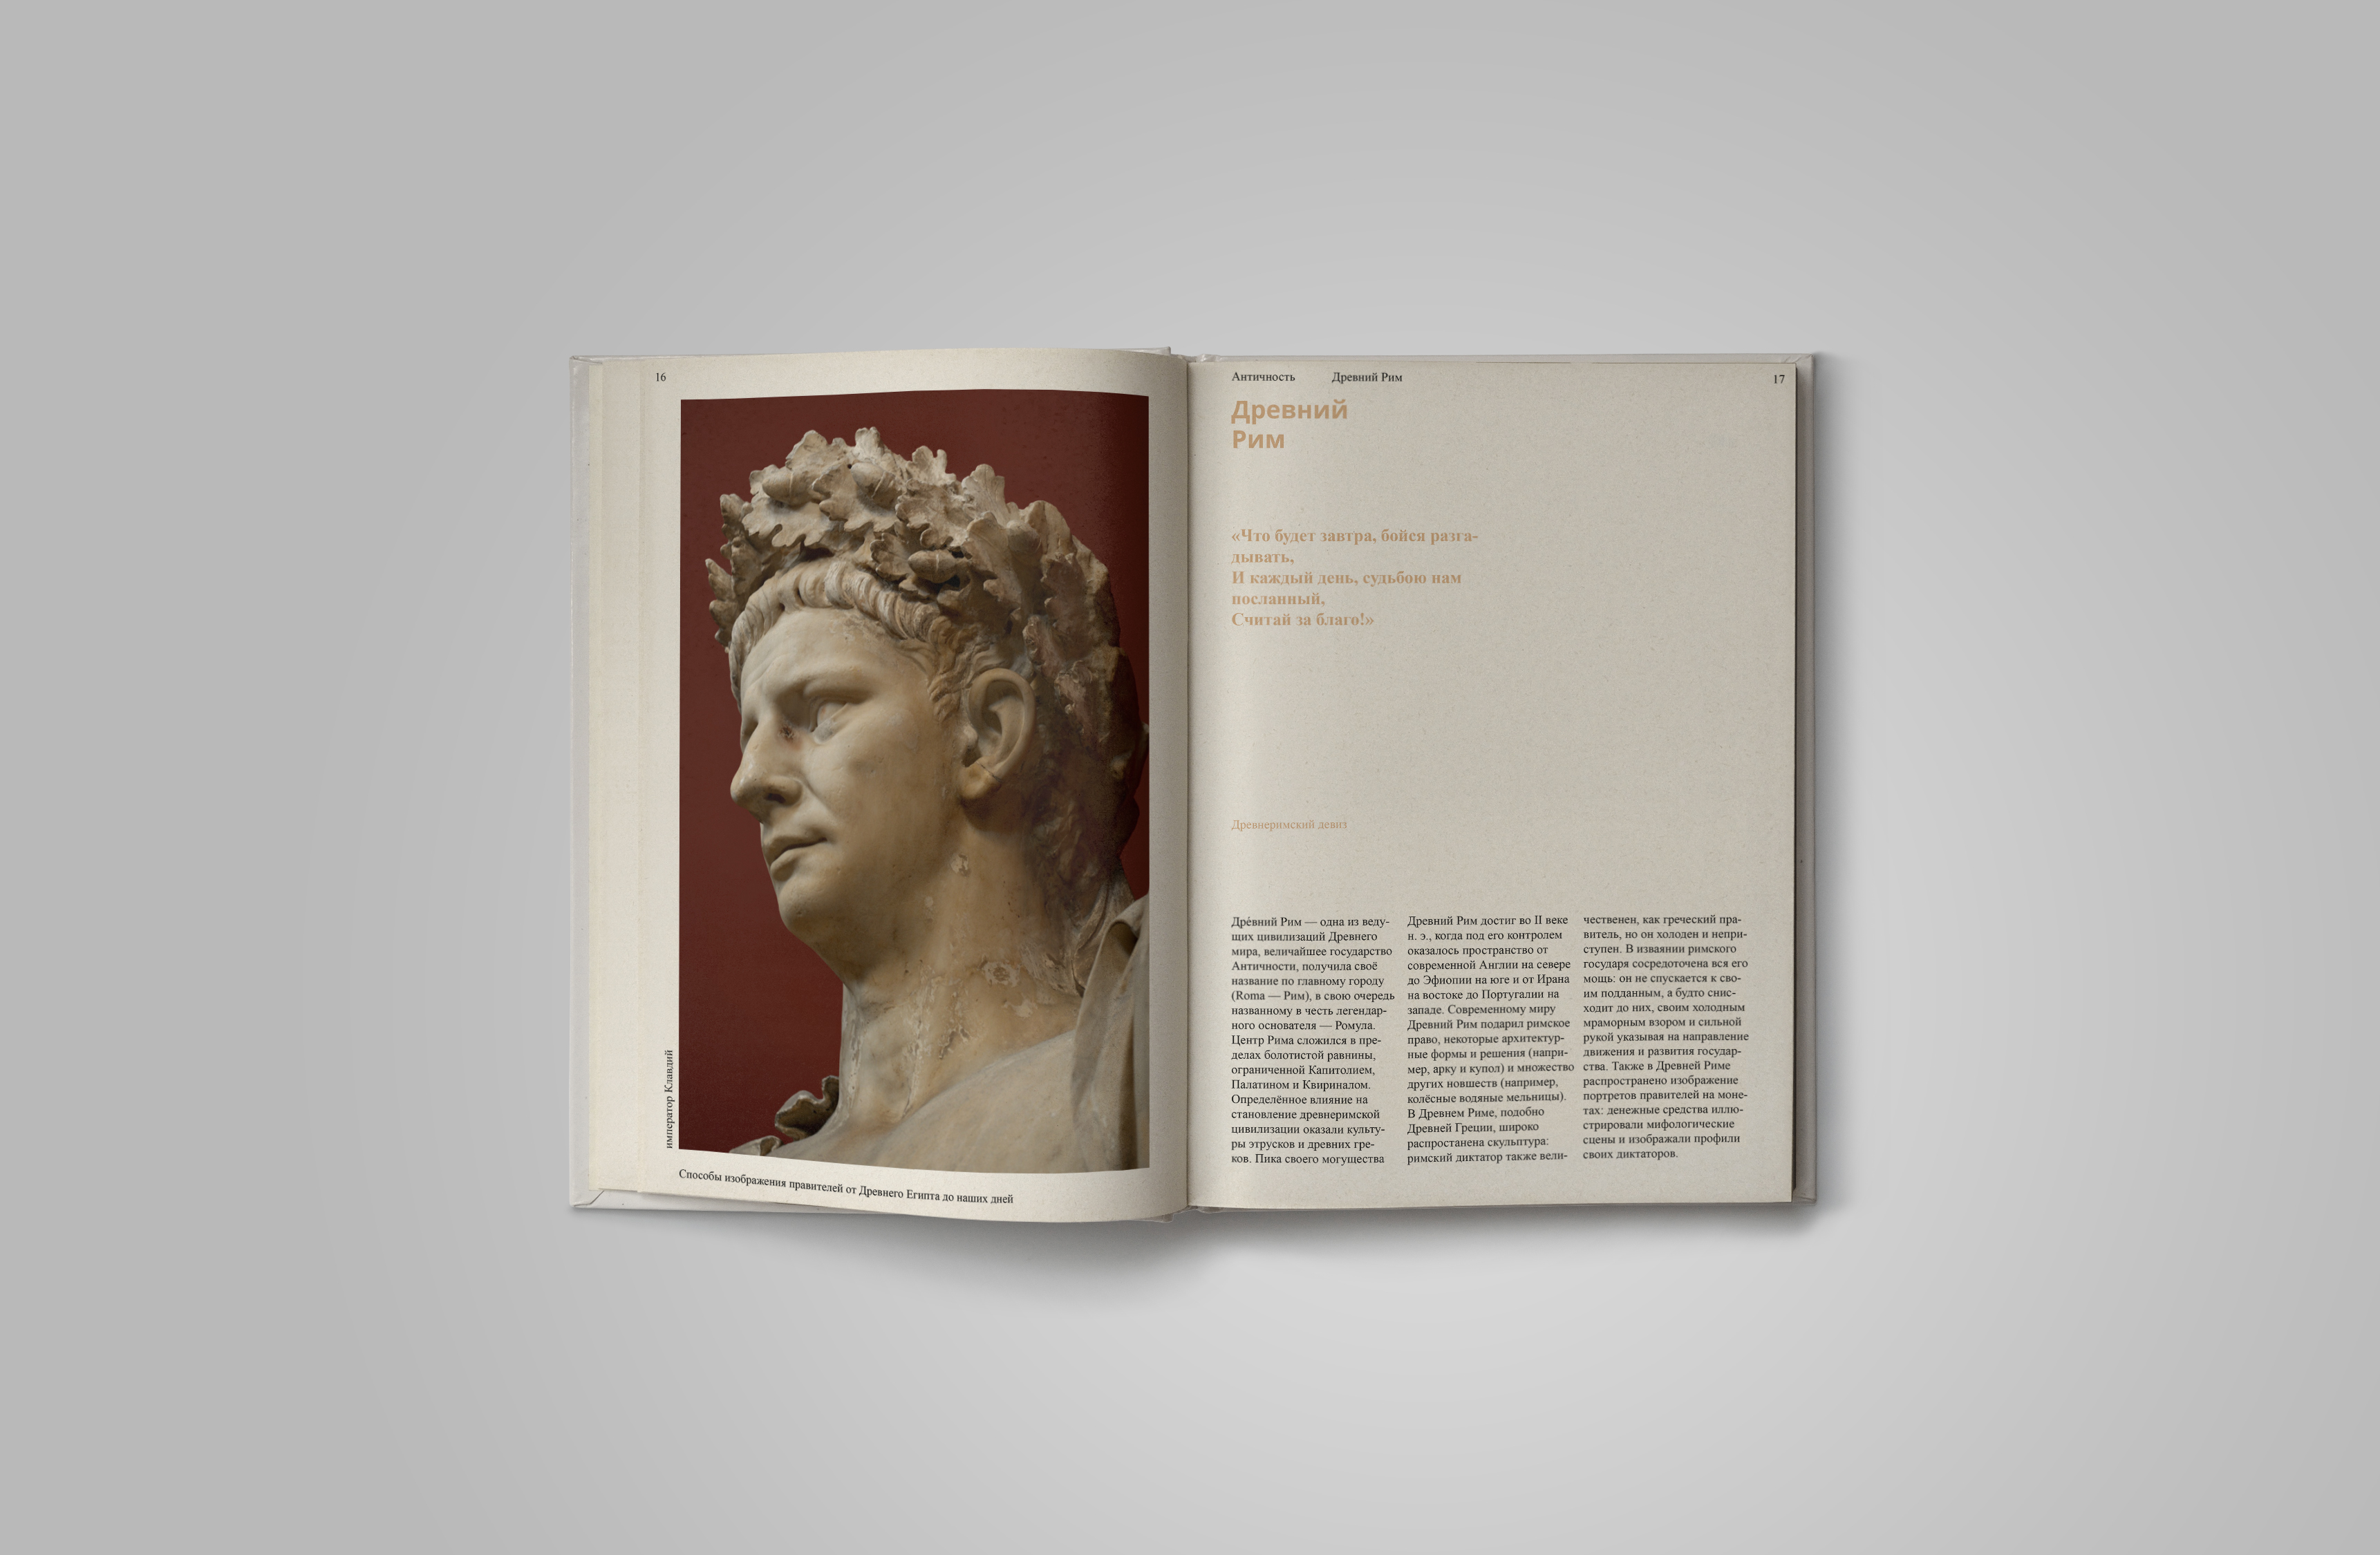 16
император Клавдий
Способы изображения правителей от Древнего Египта до наших дней
Античность Древний Рим 17
Древний
Рим
«Что будет завтра, бойся разга-
дывать,
И каждый день, судьбою нам
посланный,
Считай за благо!»
Древнеримский девиз
Дре́вний Рим — одна из веду-
щих цивилизаций Древнего
мира, величайшее государство
Античности, получила своё
название по главному городу
(Roma — Рим), в свою очередь
названному в честь легендар-
ного основателя — Ромула.
Центр Рима сложился в пре-
делах болотистой равнины,
ограниченной Капитолием,
Палатином и Квириналом.
Определённое влияние на
становление древнеримской
цивилизации оказали культу-
ры этрусков и древних гре-
ков. Пика своего могущества
Древний Рим достиг во II веке
н. э., когда под его контролем
оказалось пространство от
современной Англии на севере
до Эфиопии на юге и от Ирана
на востоке до Португалии на
западе. Современному миру
Древний Рим подарил римское
право, некоторые архитектур-
ные формы и решения (напри-
мер, арку и купол) и множество
других новшеств (например,
колёсные водяные мельницы).
В Древнем Риме, подобно
Древней Греции, широко
распростанена скульптура:
римский диктатор также вели-
чественен, как греческий пра-
витель, но он холоден и непри-
ступен. В изваянии римского
государя сосредоточена вся его
мощь: он не спускается к сво-
им подданным, а будто снис-
ходит до них, своим холодным
мраморным взором и сильной
рукой указывая на направление
движения и развития государ-
ства. Также в Древней Риме
распространено изображение
портретов правителей на моне-
тах: денежные средства иллю-
стрировали мифологические
сцены и изображали профили
своих диктаторов.